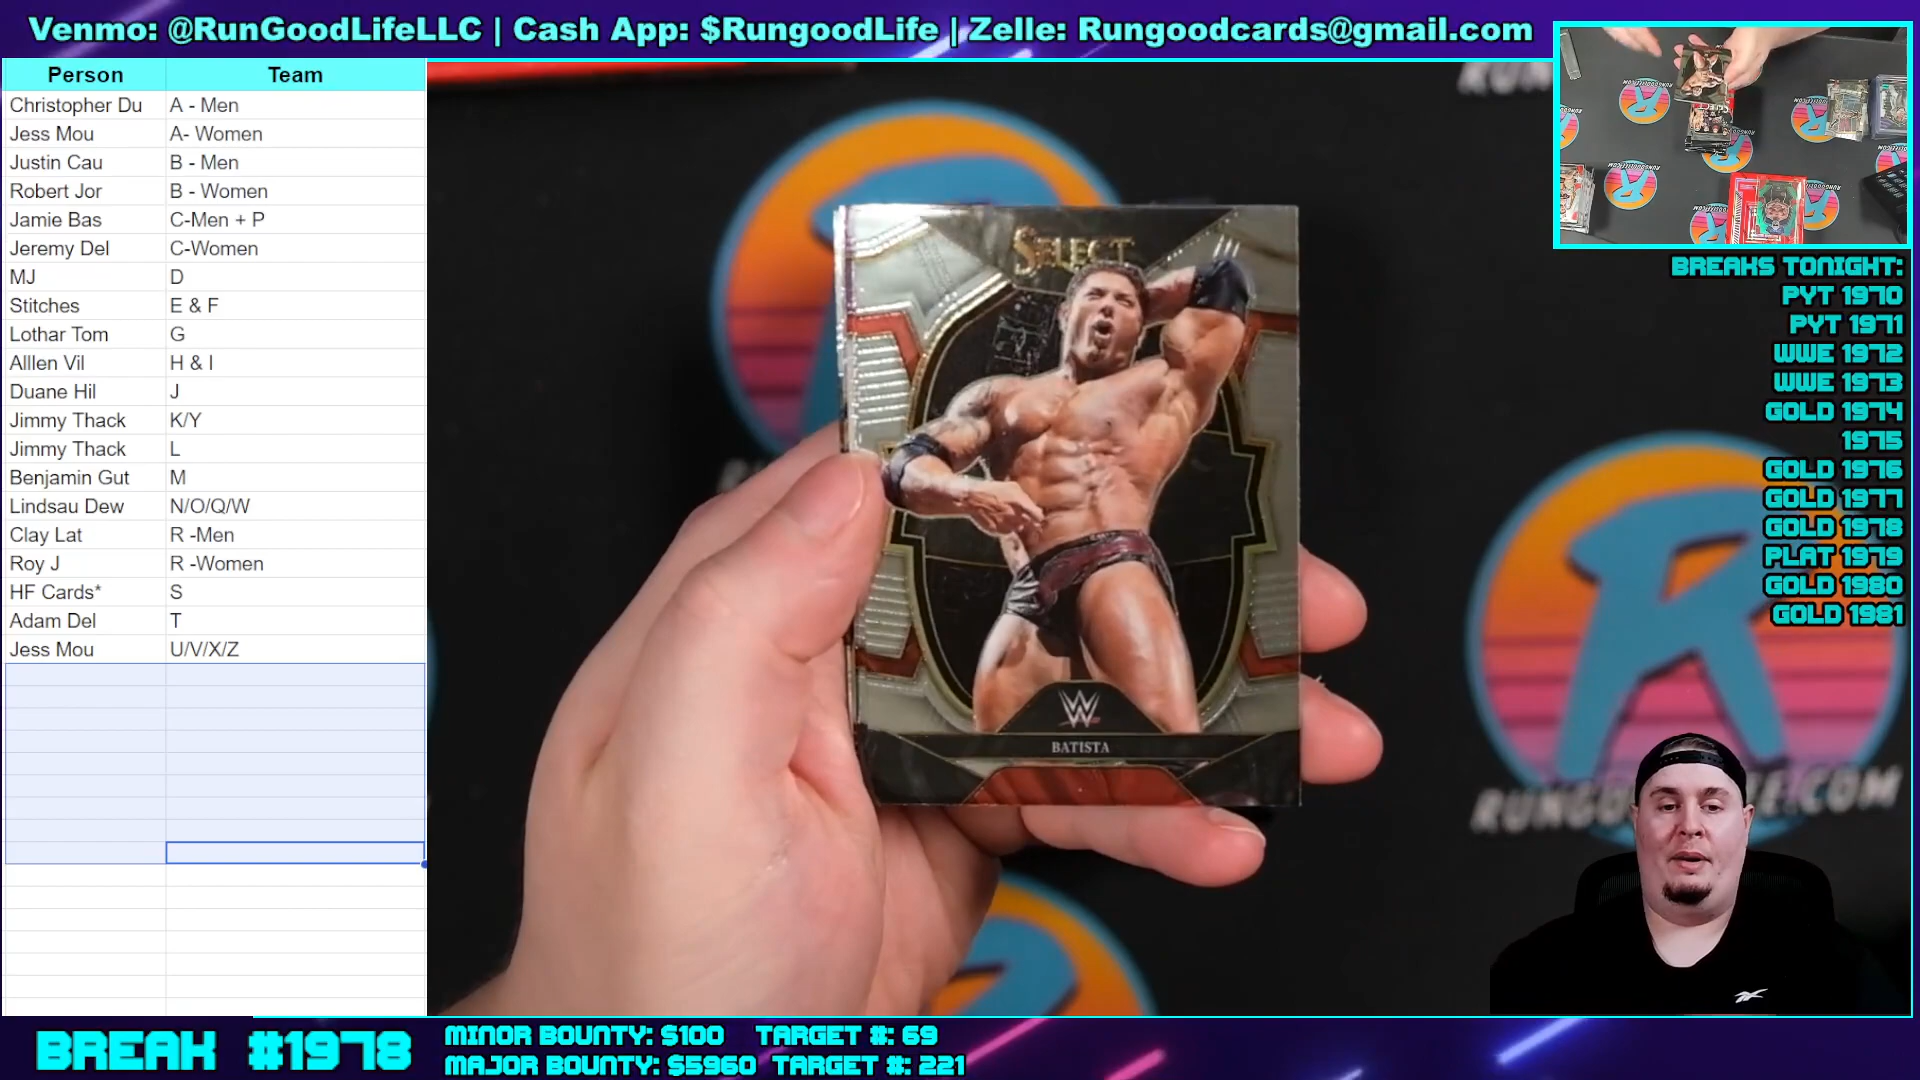 Venmo: @RunGoodLifeLLC | Cash App: $RungoodLife | Zelle: Rungoodcards@gmail.com
Person Team
Christopher Du A - Men
Jess Mou A- Women
Justin Cau B - Men
Robert Jor B - Women
Jamie Bas C-Men + P
Jeremy Del C-Women
MJ D
Stitches E & F
Lothar Tom G
Alllen Vil H & I
Duane Hil J
Jimmy Thack K/Y
Jimmy Thack L
Benjamin Gut M
Lindsau Dew N/O/Q/W
Clay Lat R -Men
Roy J R -Women
HF Cards* S
Adam Del T
Jess Mou U/V/X/Z
SELECT
W
BATISTA
BREAKS TONIGHT:
PYT 1970
PYT 1971
WWE 1972
WWE 1973
GOLD 1974
1975
GOLD 1976
GOLD 1977
GOLD 1978
PLAT 1979
GOLD 1980
GOLD 1981
R
BREAK #1978
MINOR BOUNTY: $100 TARGET #: 69
MAJOR BOUNTY: $5960 TARGET #: 221